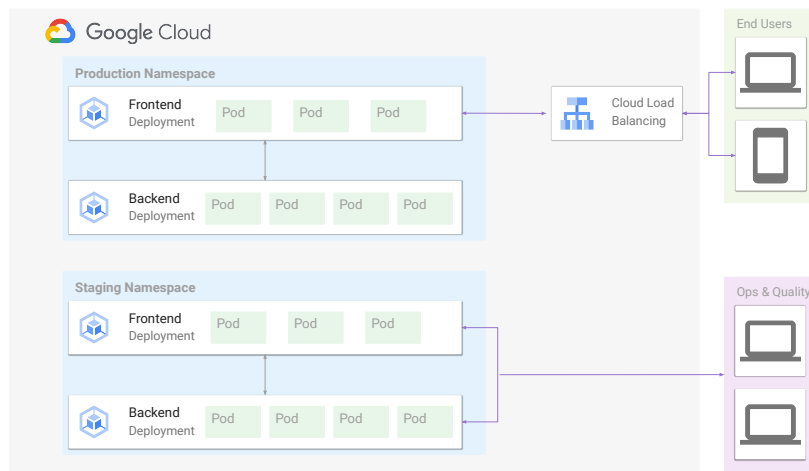 Google Cloud
End Users
Production Namespace
Frontend
Deployment
Pod Pod Pod
Cloud Load
Balancing
Backend
Deployment
Pod Pod Pod Pod
Staging Namespace
Ops & Quality
Frontend
Deployment
Pod Pod Pod
Backend
Deployment
Pod Pod Pod Pod